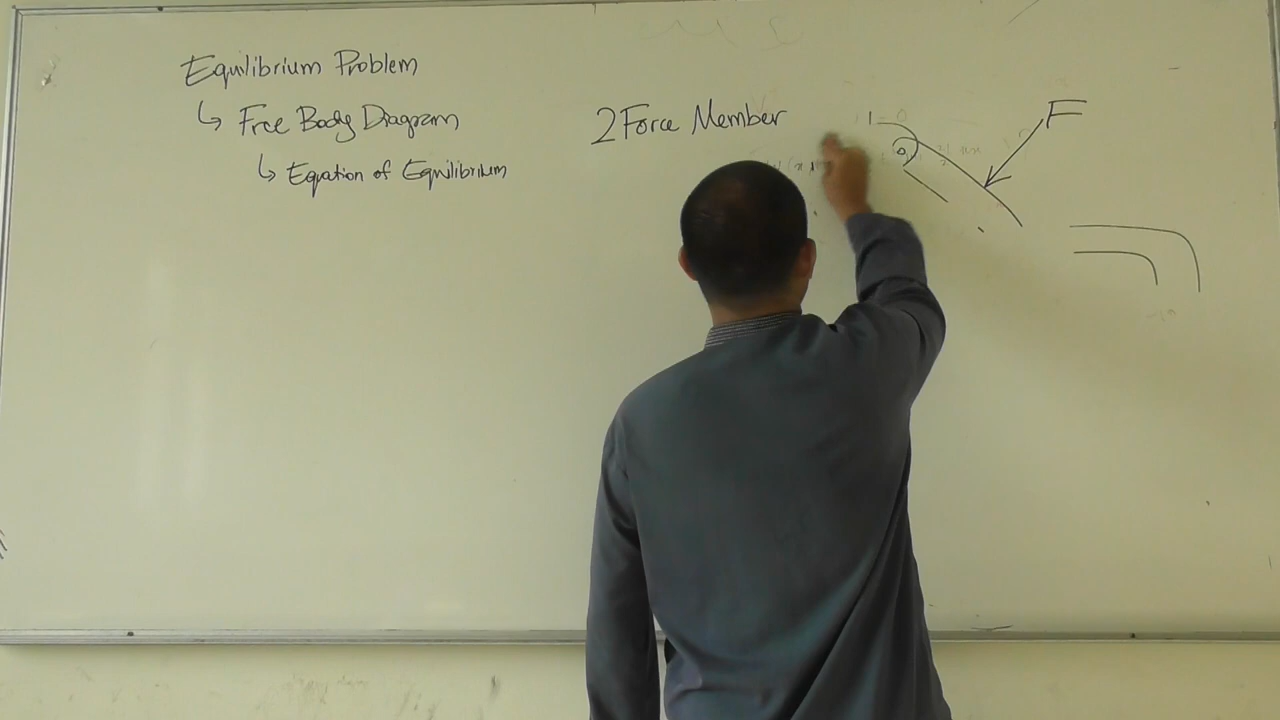 Equilibrium Problem
↳ Free Body Diagram
↳ Equation of Equilibrium
2 Force Member
F